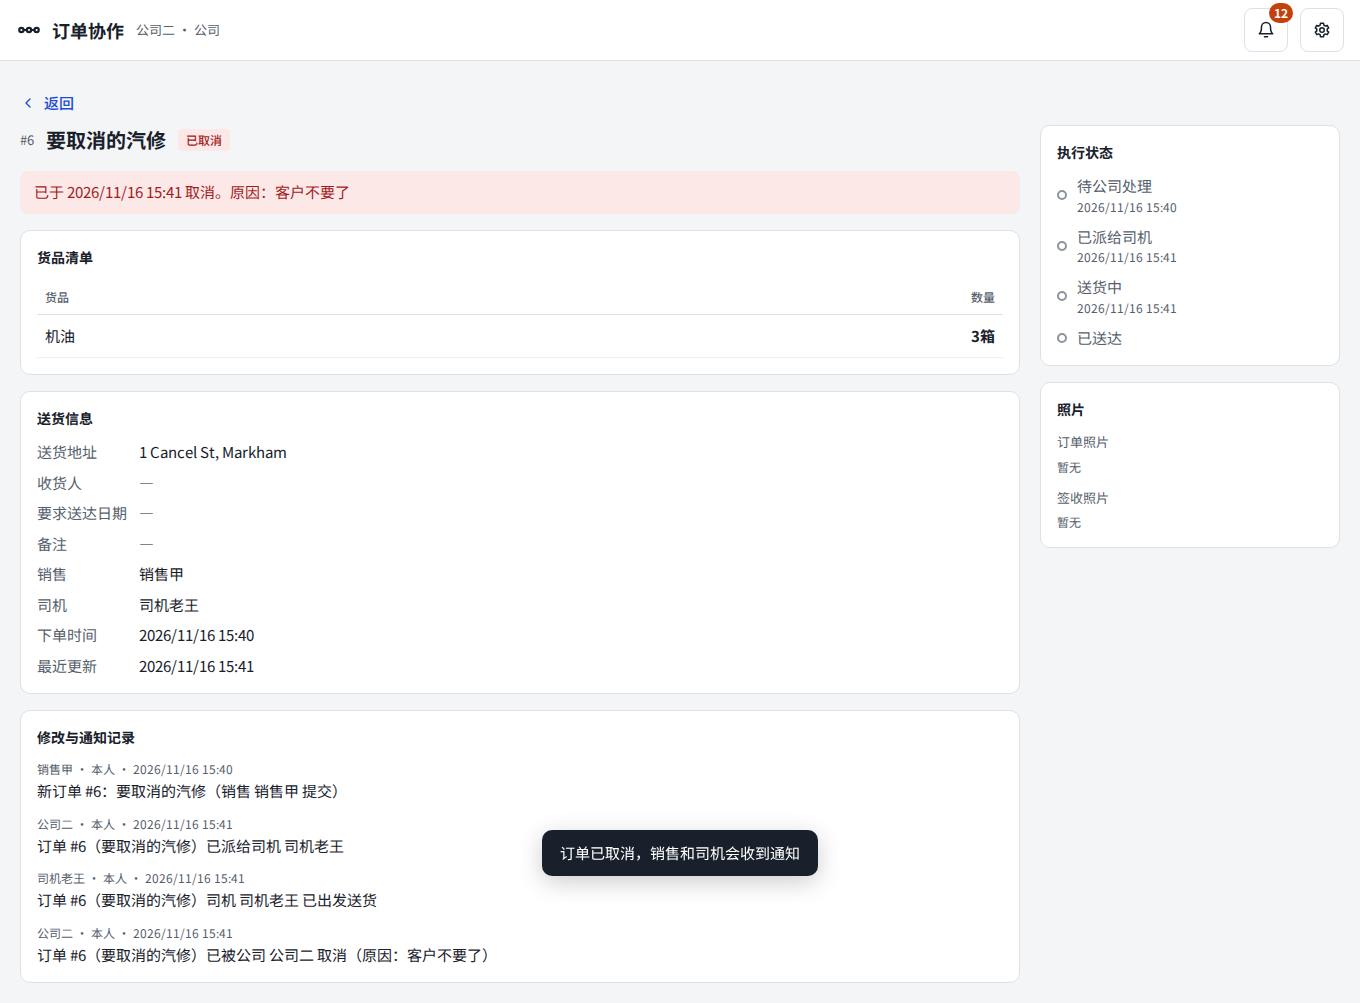 订单协作
公司二 · 公司
12
返回
#6 要取消的汽修 已取消
已于 2026/11/16 15:41 取消。原因：客户不要了
货品清单
货品 数量
机油 3箱
送货信息
送货地址 1 Cancel St, Markham
收货人 —
要求送达日期 —
备注 —
销售 销售甲
司机 司机老王
下单时间 2026/11/16 15:40
最近更新 2026/11/16 15:41
修改与通知记录
销售甲 · 本人 · 2026/11/16 15:40
新订单 #6：要取消的汽修（销售 销售甲 提交）
公司二 · 本人 · 2026/11/16 15:41
订单 #6（要取消的汽修）已派给司机 司机老王
司机老王 · 本人 · 2026/11/16 15:41
订单 #6（要取消的汽修）司机 司机老王 已出发送货
公司二 · 本人 · 2026/11/16 15:41
订单 #6（要取消的汽修）已被公司 公司二 取消（原因：客户不要了）
订单已取消，销售和司机会收到通知
执行状态
待公司处理
2026/11/16 15:40
已派给司机
2026/11/16 15:41
送货中
2026/11/16 15:41
已送达
照片
订单照片
暂无
签收照片
暂无